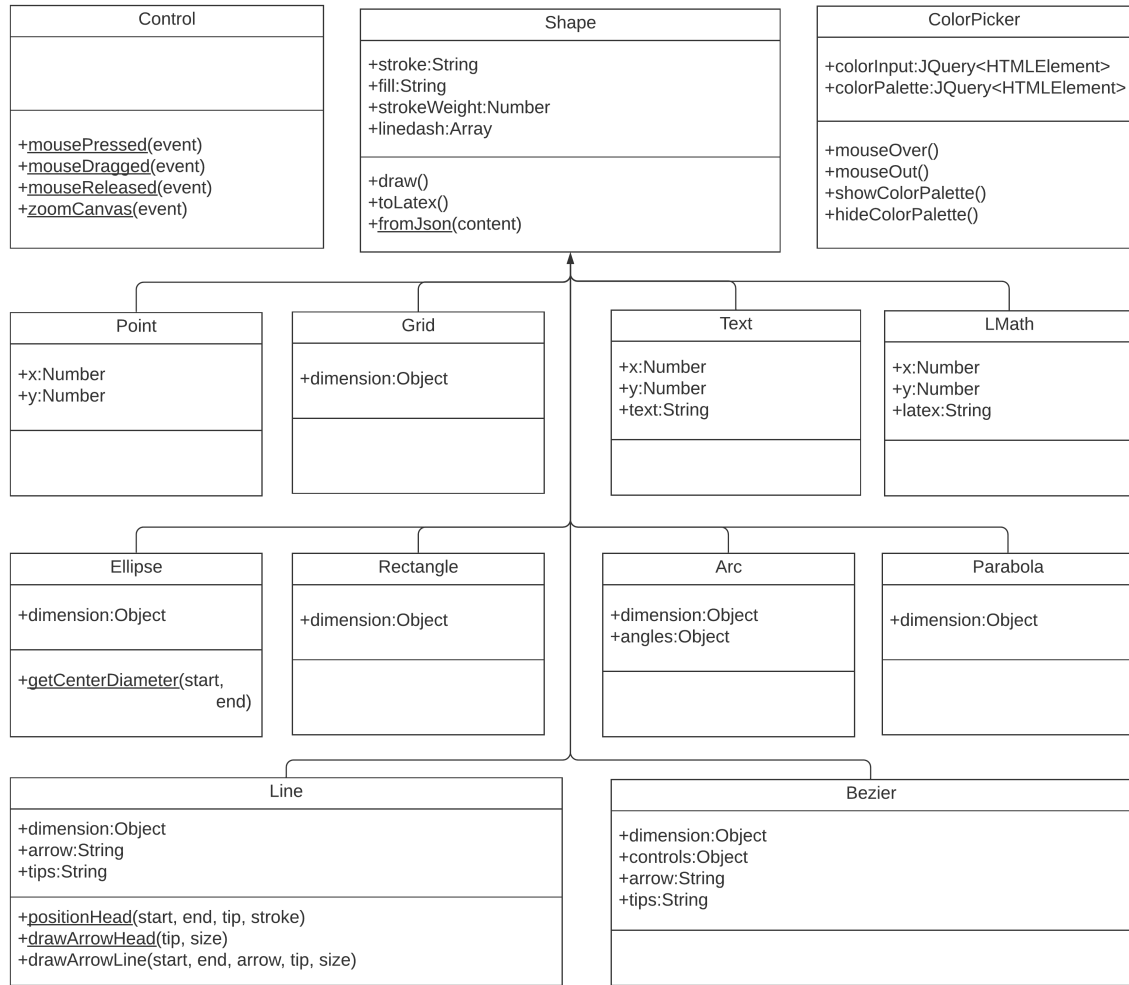 Control
+mousePressed(event)
+mouseDragged(event)
+mouseReleased(event)
+zoomCanvas(event)
Shape
+stroke:String
+fill:String
+strokeWeight:Number
+linedash:Array
+draw()
+toLatex()
+fromJson(content)
ColorPicker
+colorInput:JQuery<HTMLElement>
+colorPalette:JQuery<HTMLElement>
+mouseOver()
+mouseOut()
+showColorPalette()
+hideColorPalette()
Point
+x:Number
+y:Number
Grid
+dimension:Object
Text
+x:Number
+y:Number
+text:String
LMath
+x:Number
+y:Number
+latex:String
Ellipse
+dimension:Object
+getCenterDiameter(start,
end)
Rectangle
+dimension:Object
Arc
+dimension:Object
+angles:Object
Parabola
+dimension:Object
Line
+dimension:Object
+arrow:String
+tips:String
+positionHead(start, end, tip, stroke)
+drawArrowHead(tip, size)
+drawArrowLine(start, end, arrow, tip, size)
Bezier
+dimension:Object
+controls:Object
+arrow:String
+tips:String